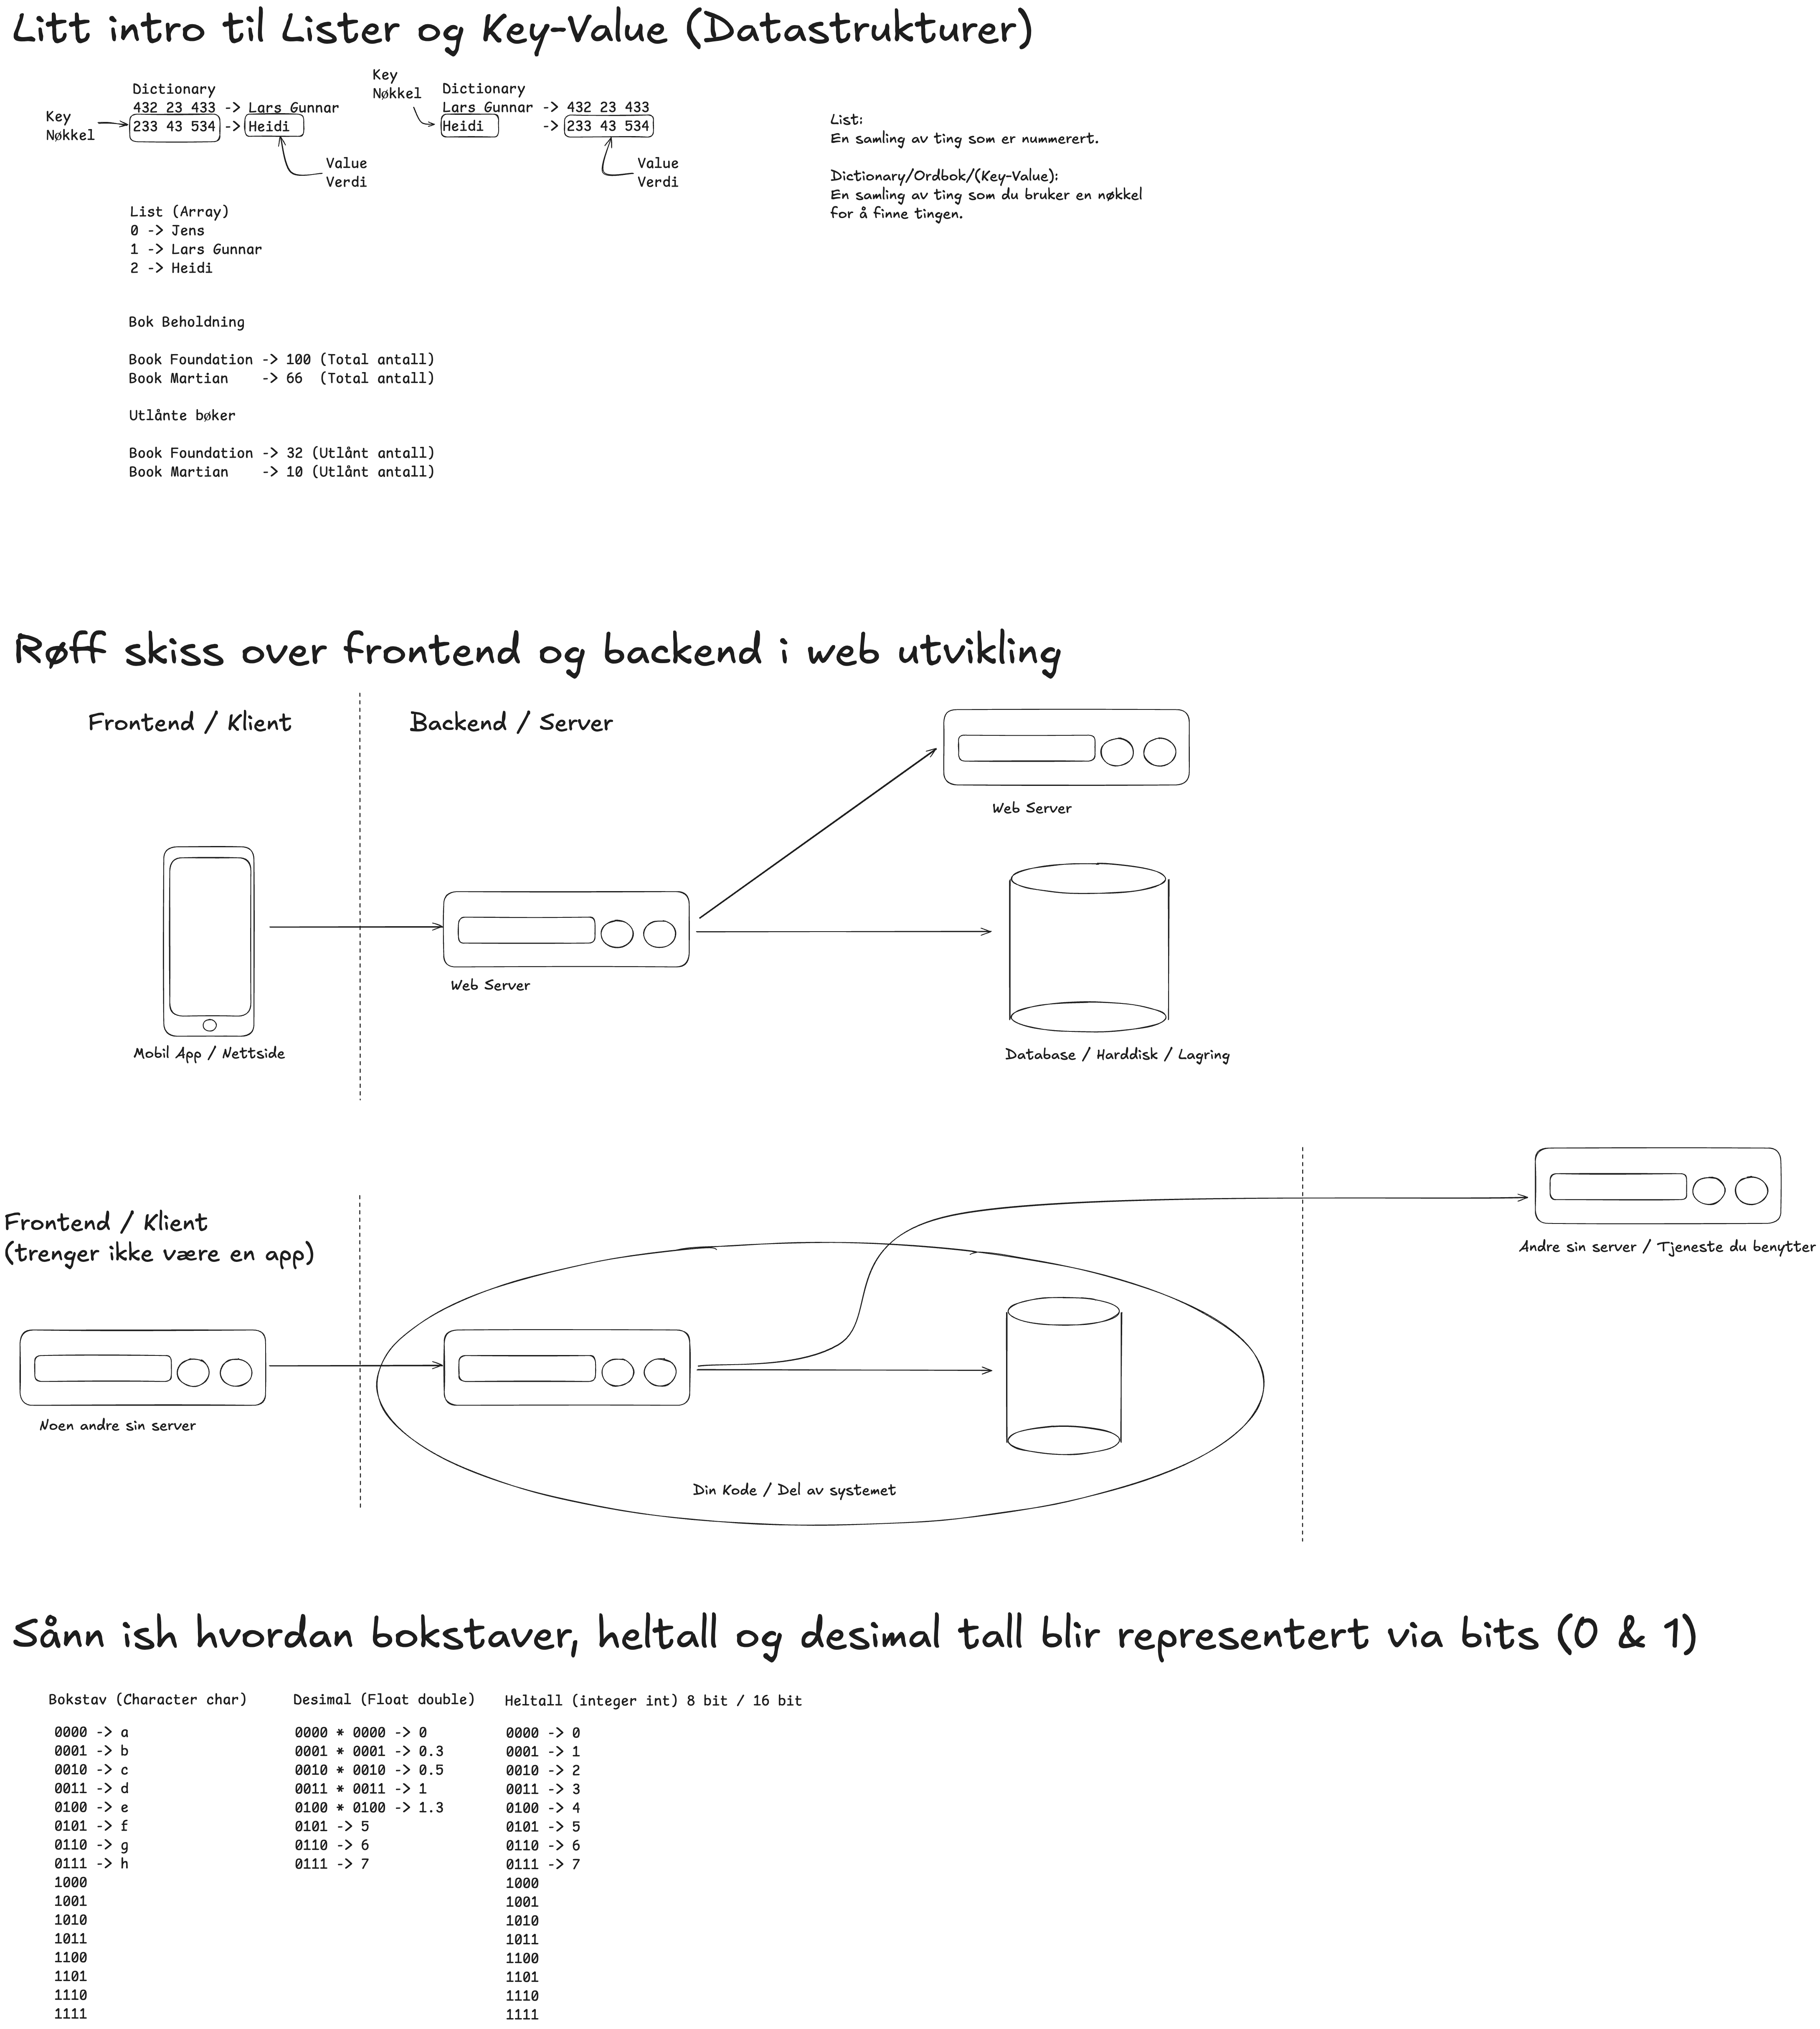 Litt intro til Lister og Key-Value (Datastrukturer)
Key
Nøkkel
Dictionary
432 23 433 -> Lars Gunnar
233 43 534 -> Heidi
Value
Verdi
Key
Nøkkel
Dictionary
Lars Gunnar -> 432 23 433
Heidi -> 233 43 534
Value
Verdi
List:
En samling av ting som er nummerert.
Dictionary/Ordbok/(Key-Value):
En samling av ting som du bruker en nøkkel
for å finne tingen.
List (Array)
0 -> Jens
1 -> Lars Gunnar
2 -> Heidi
Bok Beholdning
Book Foundation -> 100 (Total antall)
Book Martian -> 66 (Total antall)
Utlånte bøker
Book Foundation -> 32 (Utlånt antall)
Book Martian -> 10 (Utlånt antall)
Røff skiss over frontend og backend i web utvikling
Frontend / Klient
Backend / Server
Web Server
Web Server
Mobil App / Nettside
Database / Harddisk / Lagring
Frontend / Klient
(trenger ikke være en app)
Andre sin server / Tjeneste du benytter
Noen andre sin server
Din Kode / Del av systemet
Sånn ish hvordan bokstaver, heltall og desimal tall blir representert via bits (0 & 1)
Bokstav (Character char)
0000 -> a
0001 -> b
0010 -> c
0011 -> d
0100 -> e
0101 -> f
0110 -> g
0111 -> h
1000
1001
1010
1011
1100
1101
1110
1111
Desimal (Float double)
0000 * 0000 -> 0
0001 * 0001 -> 0.3
0010 * 0010 -> 0.5
0011 * 0011 -> 1
0100 * 0100 -> 1.3
0101 -> 5
0110 -> 6
0111 -> 7
Heltall (integer int) 8 bit / 16 bit
0000 -> 0
0001 -> 1
0010 -> 2
0011 -> 3
0100 -> 4
0101 -> 5
0110 -> 6
0111 -> 7
1000
1001
1010
1011
1100
1101
1110
1111